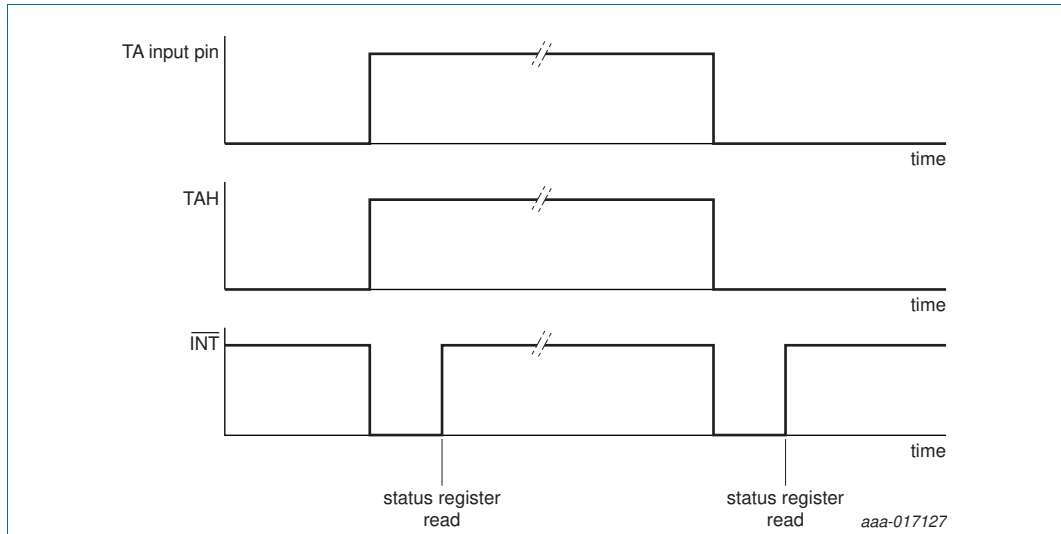 TA input pin
time
TAH
time
INT
time
status register
read
status register
read
aaa-017127